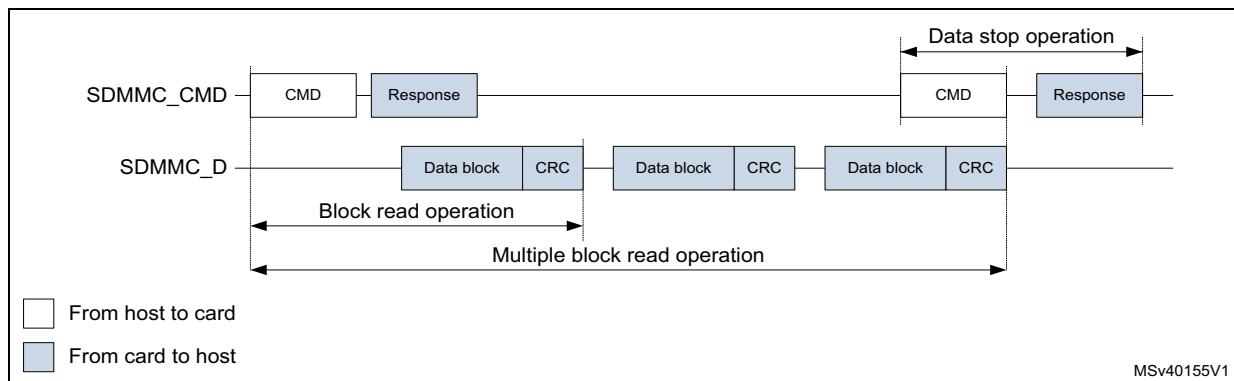 Data stop operation
SDMMC_CMD CMD Response CMD Response
SDMMC_D Data block CRC Data block CRC Data block CRC
Block read operation
Multiple block read operation
From host to card
From card to host
MSv40155V1